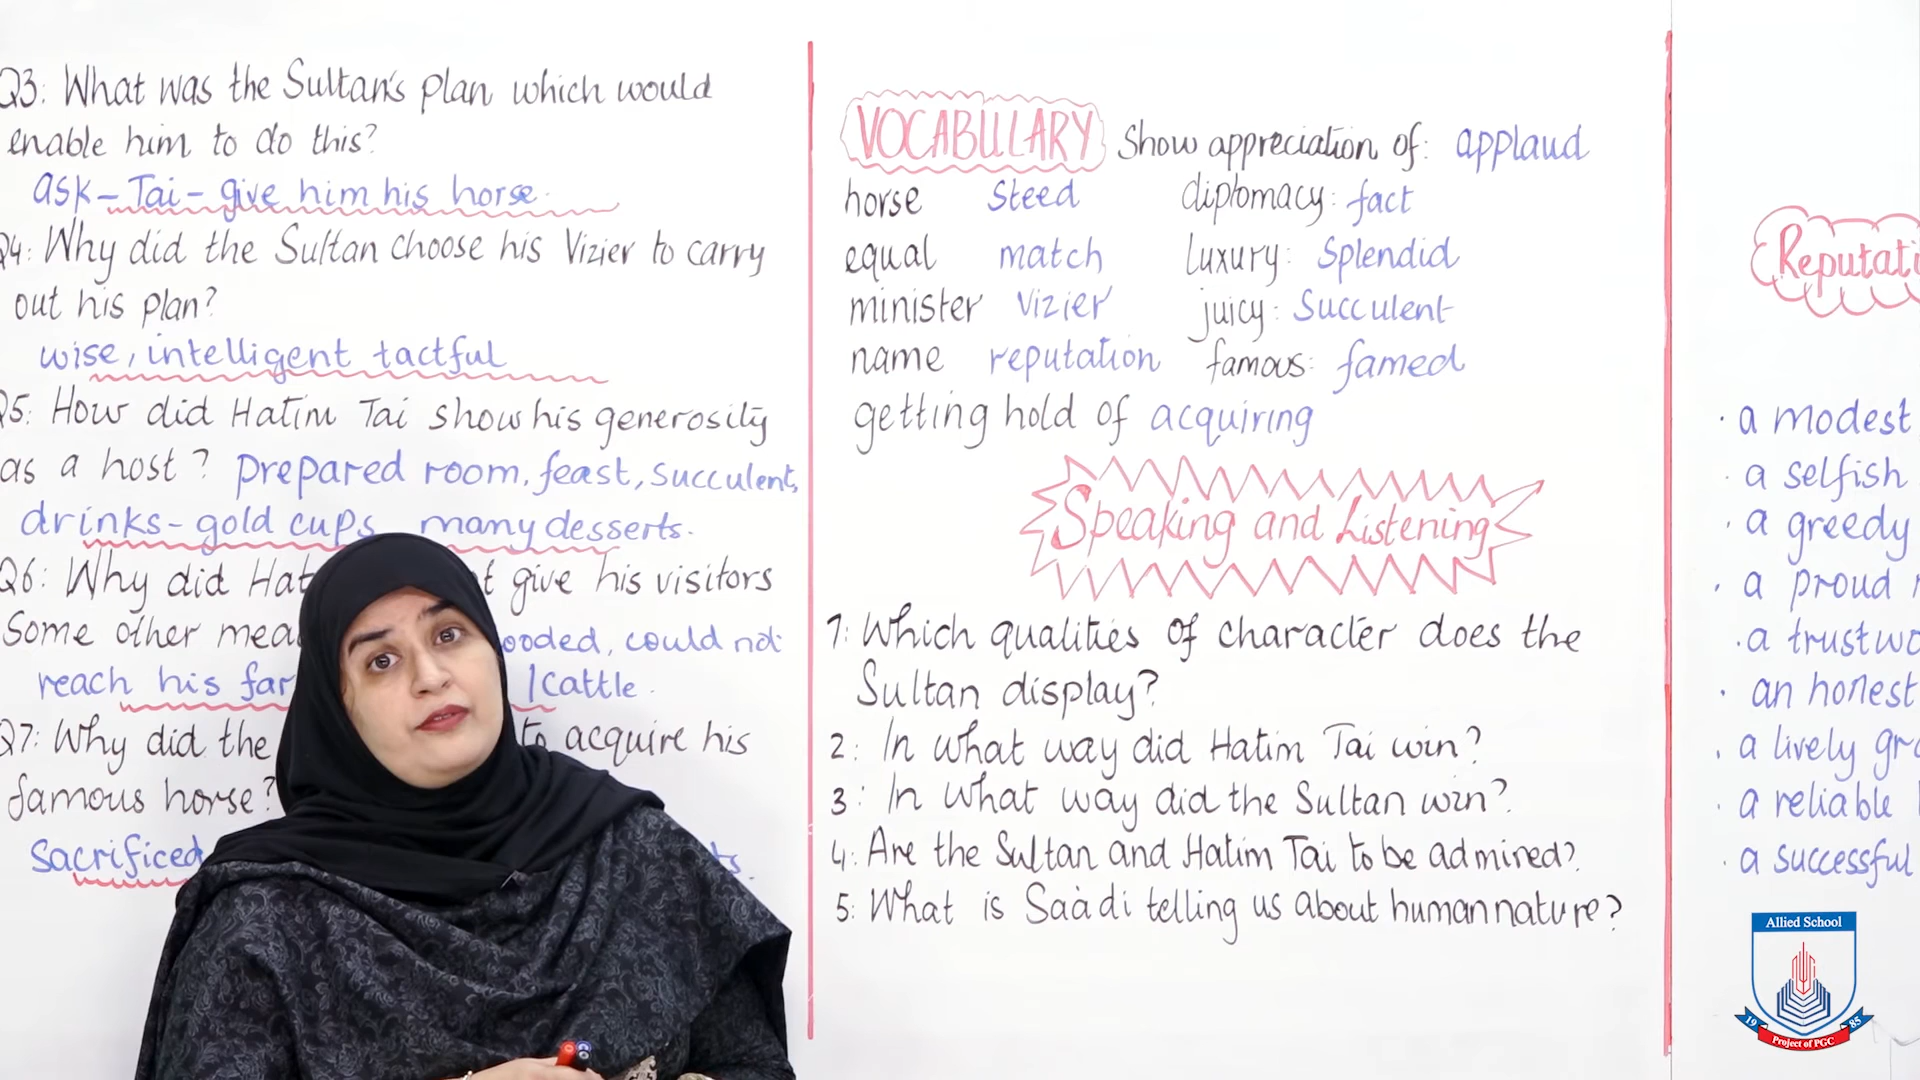 Q3: What was the Sultan's plan which would
enable him to do this?
ask - Tai - give him his horse.
Q4: Why did the Sultan choose his Vizier to carry
out his plan?
wise, intelligent tactful
Q5: How did Hatim Tai show his generosity
as a host? prepared room, feast, succulent,
drinks - gold cups many desserts.
Q6: Why did Hat t give his visitors
Some other mea ooded, could not
reach his far /cattle.
Q7: Why did the to acquire his
famous horse?
Sacrificed ts.
VOCABULARY Show appreciation of: applaud
horse steed diplomacy: fact
equal match luxury: Splendid
minister vizier juicy: Succulent
name reputation famous: famed
getting hold of acquiring
Speaking and Listening
1: Which qualities of character does the
Sultan display?
2: In what way did Hatim Tai win?
3: In what way did the Sultan win?
4: Are the Sultan and Hatim Tai to be admired?
5: What is Saàdi telling us about human nature?
Reputati
· a modest
· a selfish
· a greedy
· a proud
· a trustwo
· an honest
· a lively gr
· a reliable
· a successful
Allied School
19 85
Project of PGC